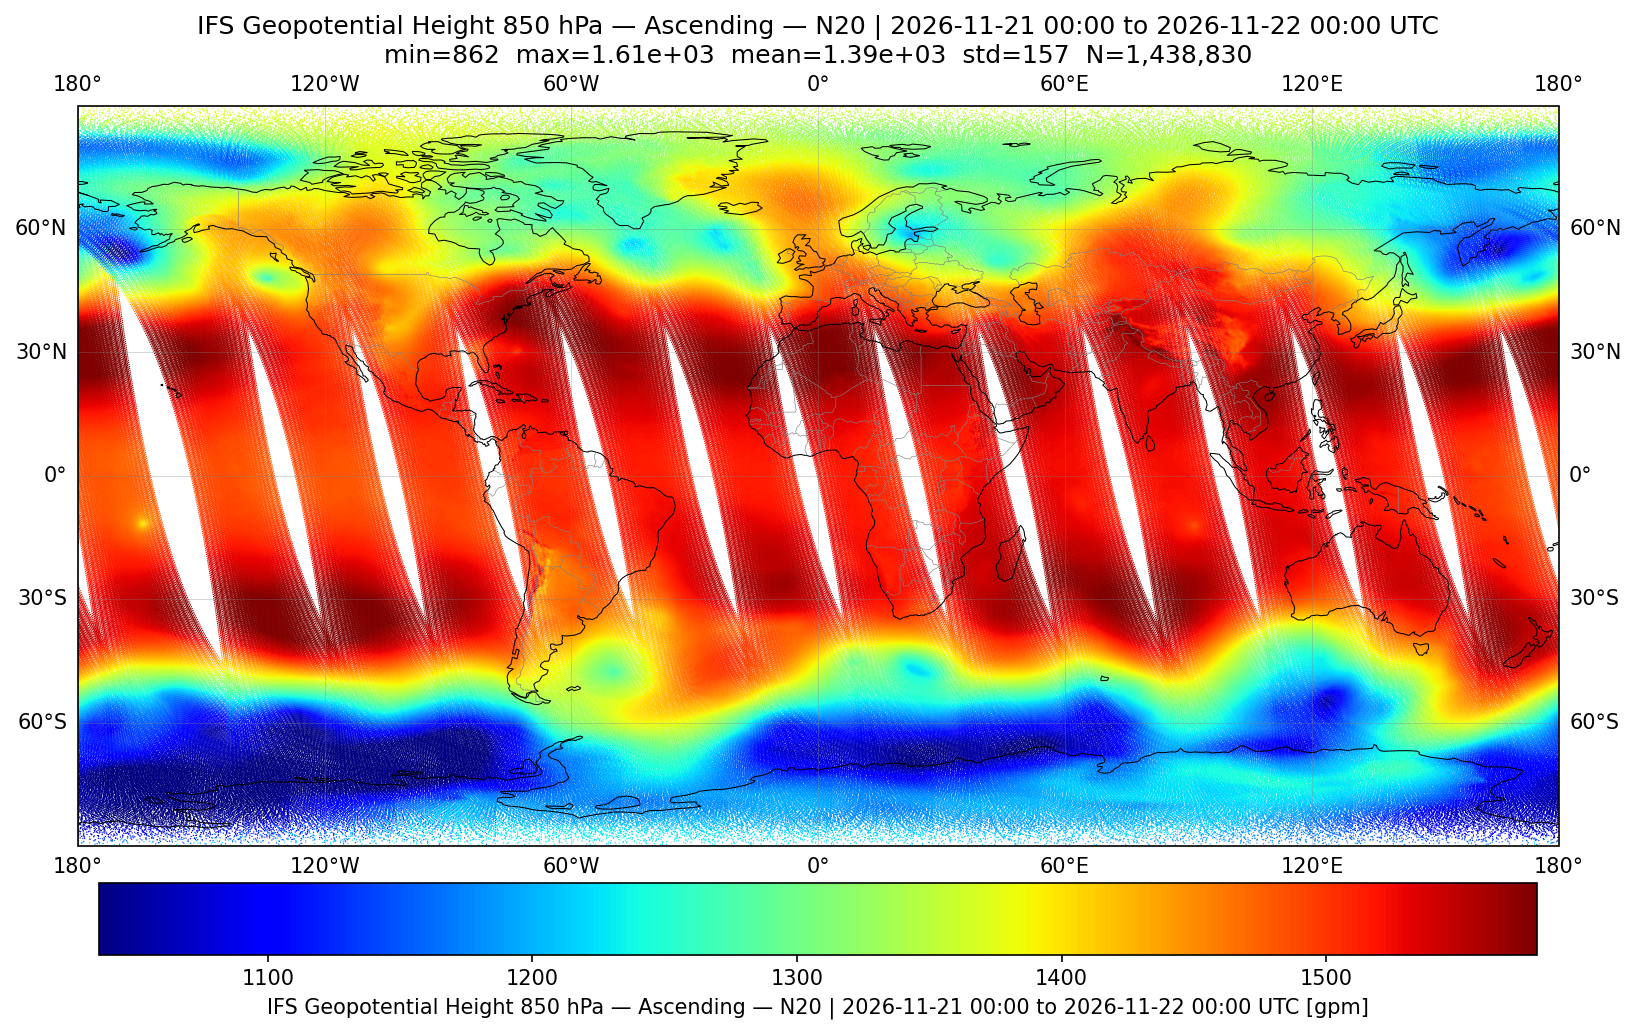 IFS Geopotential Height 850 hPa — Ascending — N20 | 2026-11-21 00:00 to 2026-11-22 00:00 UTC
min=862 max=1.61e+03 mean=1.39e+03 std=157 N=1,438,830
180° 120°W 60°W 0° 60°E 120°E 180°
60°N 60°N
30°N 30°N
0° 0°
30°S 30°S
60°S 60°S
180° 120°W 60°W 0° 60°E 120°E 180°
1100 1200 1300 1400 1500
IFS Geopotential Height 850 hPa — Ascending — N20 | 2026-11-21 00:00 to 2026-11-22 00:00 UTC [gpm]